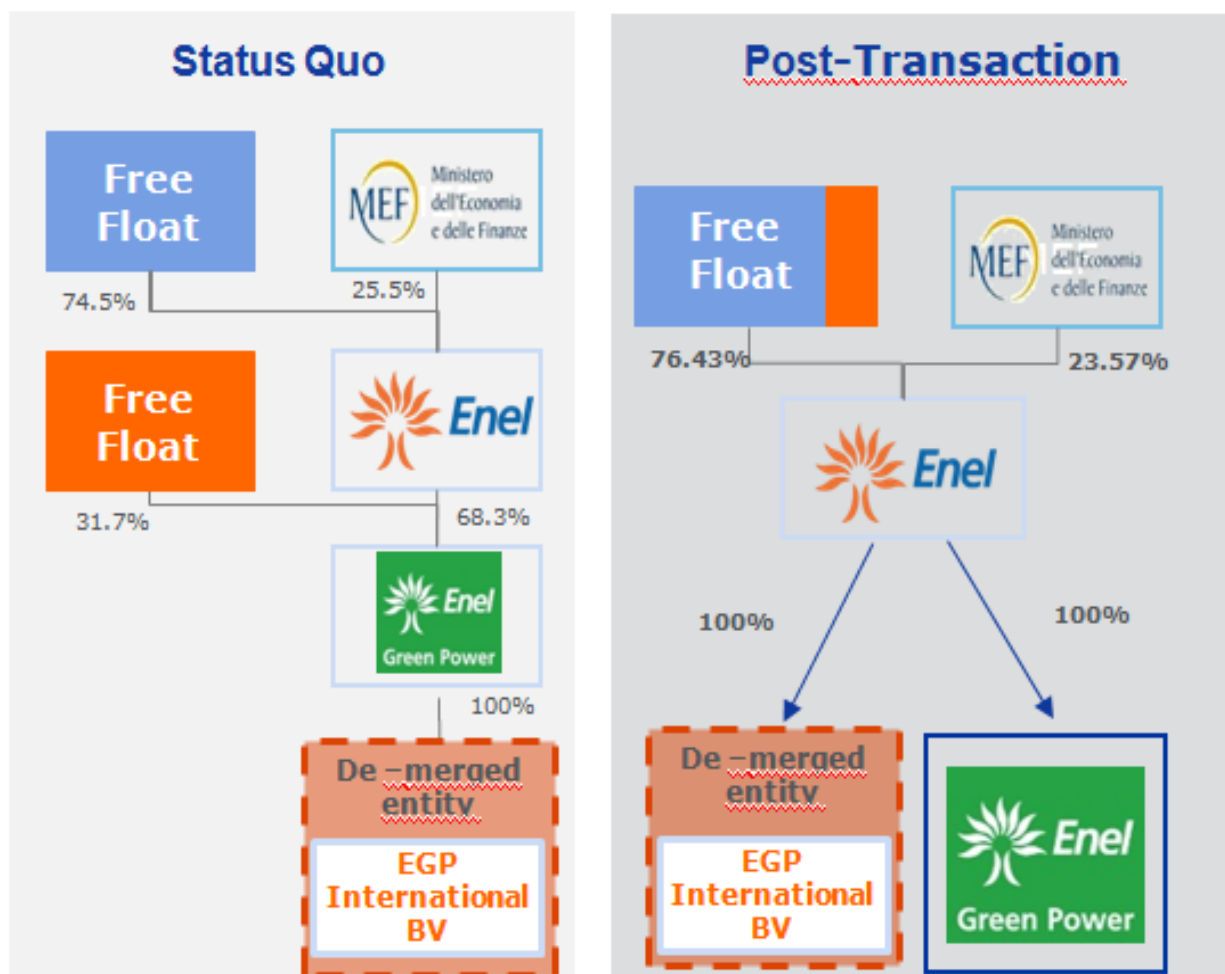 Status Quo
Free
Float
MEF
Ministero
dell'Economia
e delle Finanze
74.5%
25.5%
Free
Float
Enel
31.7%
68.3%
Enel
Green Power
100%
De -merged
entity
EGP
International
BV
Post-Transaction
Free
Float
MEF
Ministero
dell'Economia
e delle Finanze
76.43%
23.57%
Enel
100%
100%
De -merged
entity
EGP
International
BV
Enel
Green Power